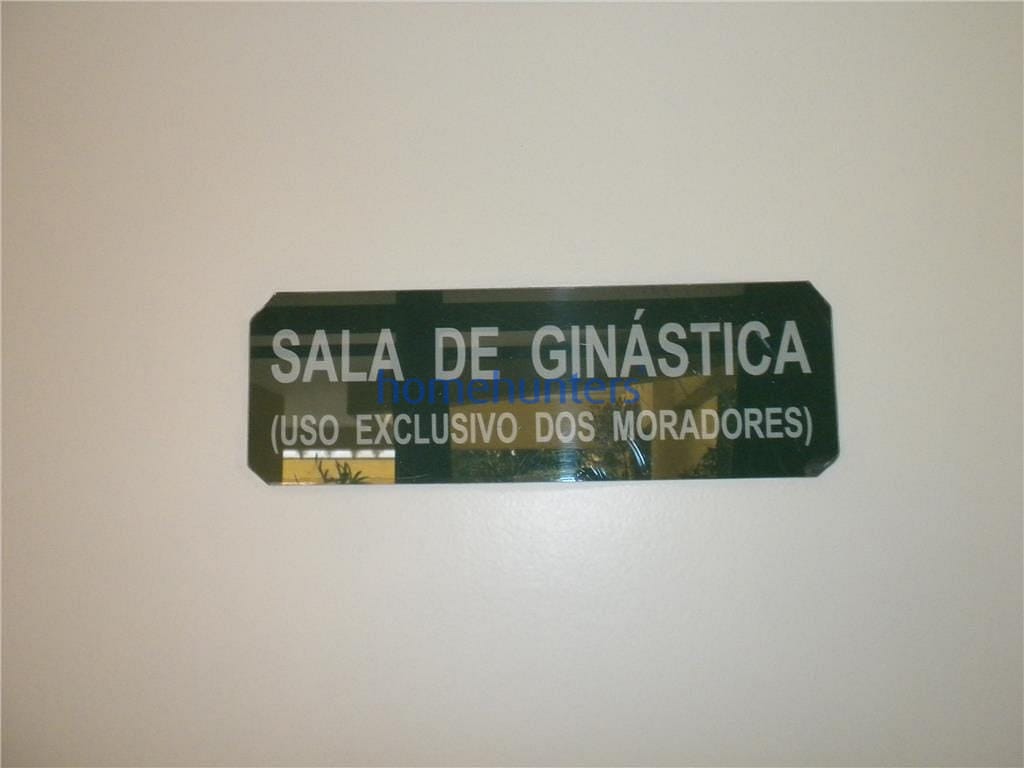 SALA DE GINÁSTICA
homehunters
(USO EXCLUSIVO DOS MORADORES)